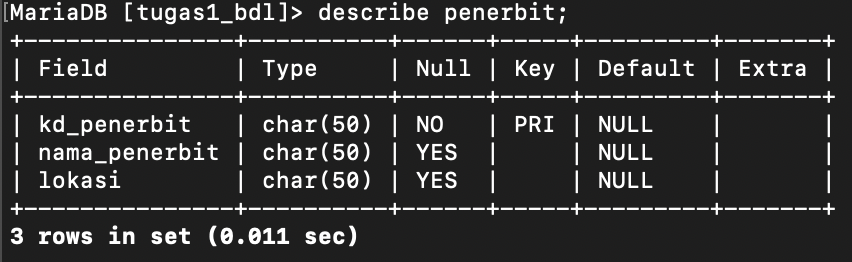 [MariaDB [tugas1_bdl]> describe penerbit;
+----------------+----------+------+-----+---------+-------+
| Field          | Type     | Null | Key | Default | Extra |
+----------------+----------+------+-----+---------+-------+
| kd_penerbit    | char(50) | NO   | PRI | NULL    |       |
| nama_penerbit  | char(50) | YES  |     | NULL    |       |
| lokasi         | char(50) | YES  |     | NULL    |       |
+----------------+----------+------+-----+---------+-------+
3 rows in set (0.011 sec)